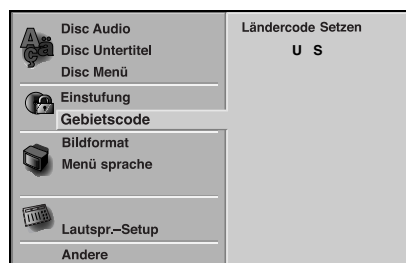 Disc Audio
Disc Untertitel
Disc Menü
Einstufung
Gebietscode
Bildformat
Menü sprache
Lautspr.–Setup
Andere
Ländercode Setzen
U S